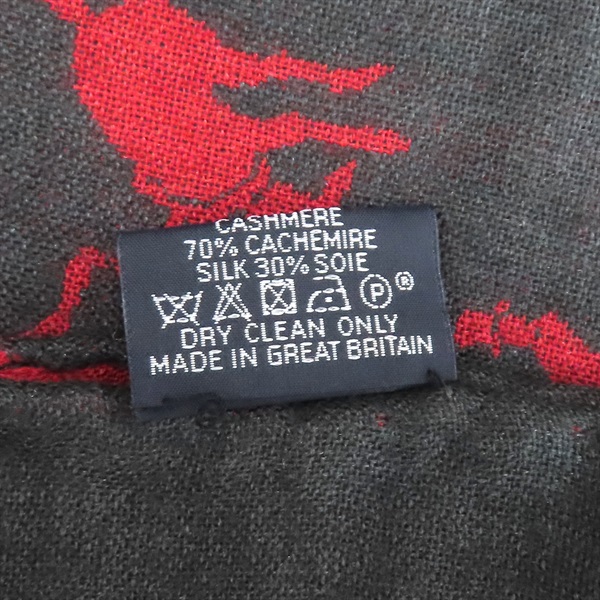 CASHMERE
70% CACHEMIRE
SILK 30% SOIE
P ®
DRY CLEAN ONLY
MADE IN GREAT BRITAIN